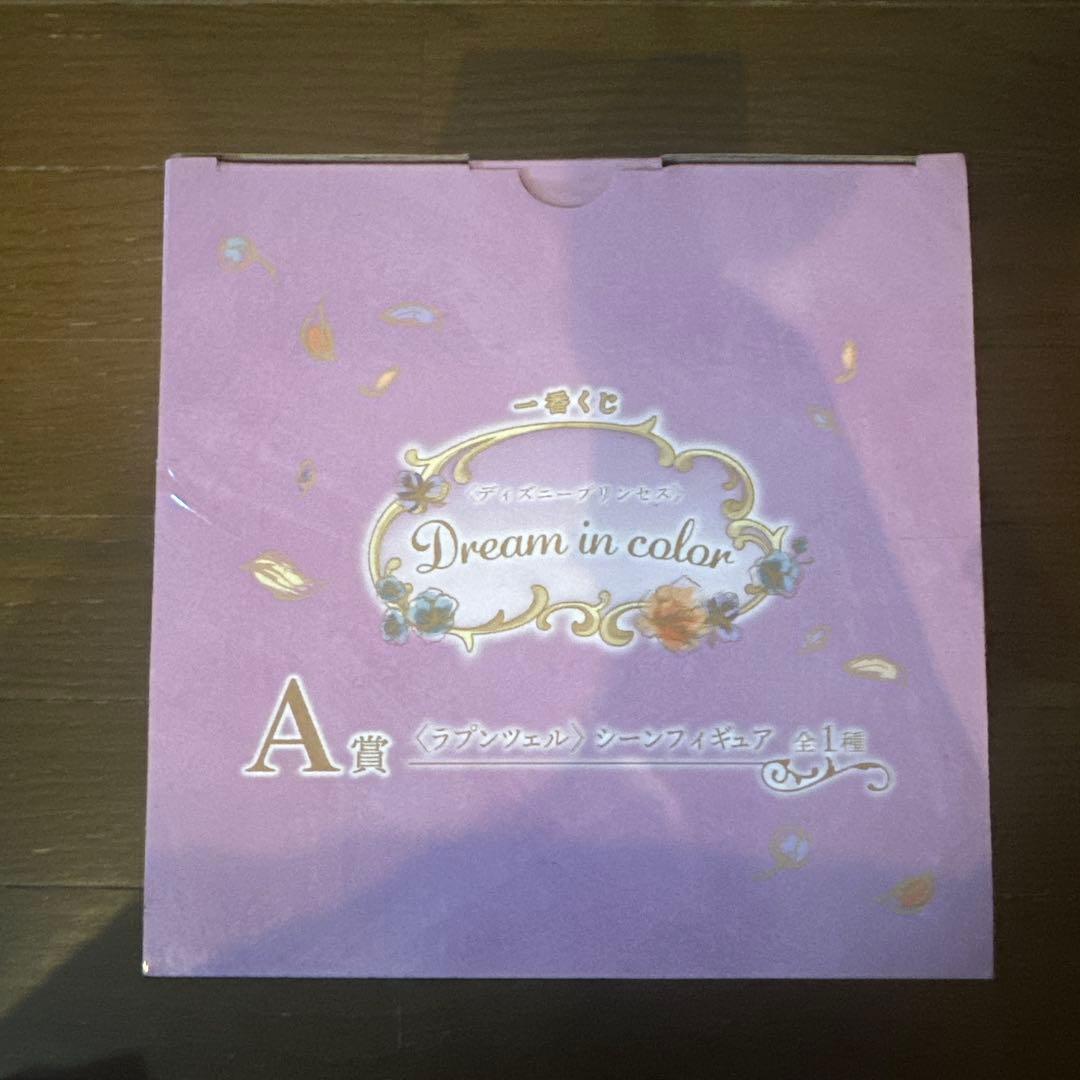 一番くじ
〈ディズニープリンセス〉
Dream in color
A賞 〈ラプンツェル〉シーンフィギュア 全1種